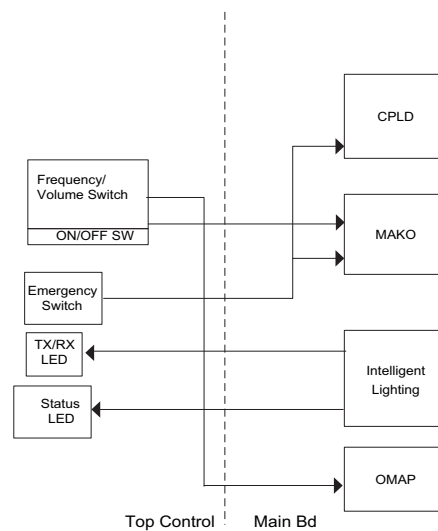 CPLD
Frequency/
Volume Switch
ON/OFF SW
MAKO
Emergency
Switch
TX/RX
LED
Intelligent
Lighting
Status
LED
OMAP
Top Control
Main Bd